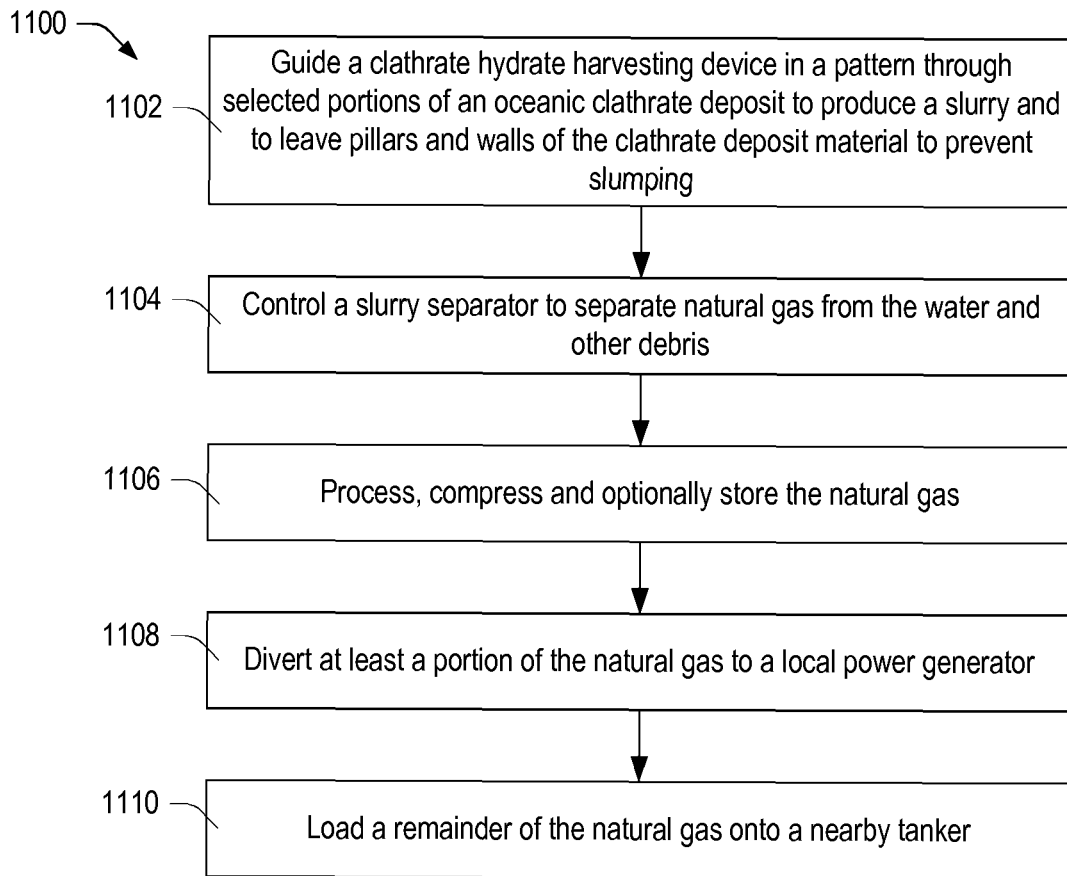 1100
1102
Guide a clathrate hydrate harvesting device in a pattern through
selected portions of an oceanic clathrate deposit to produce a slurry and
to leave pillars and walls of the clathrate deposit material to prevent
slumping
1104
Control a slurry separator to separate natural gas from the water and
other debris
1106
Process, compress and optionally store the natural gas
1108
Divert at least a portion of the natural gas to a local power generator
1110
Load a remainder of the natural gas onto a nearby tanker